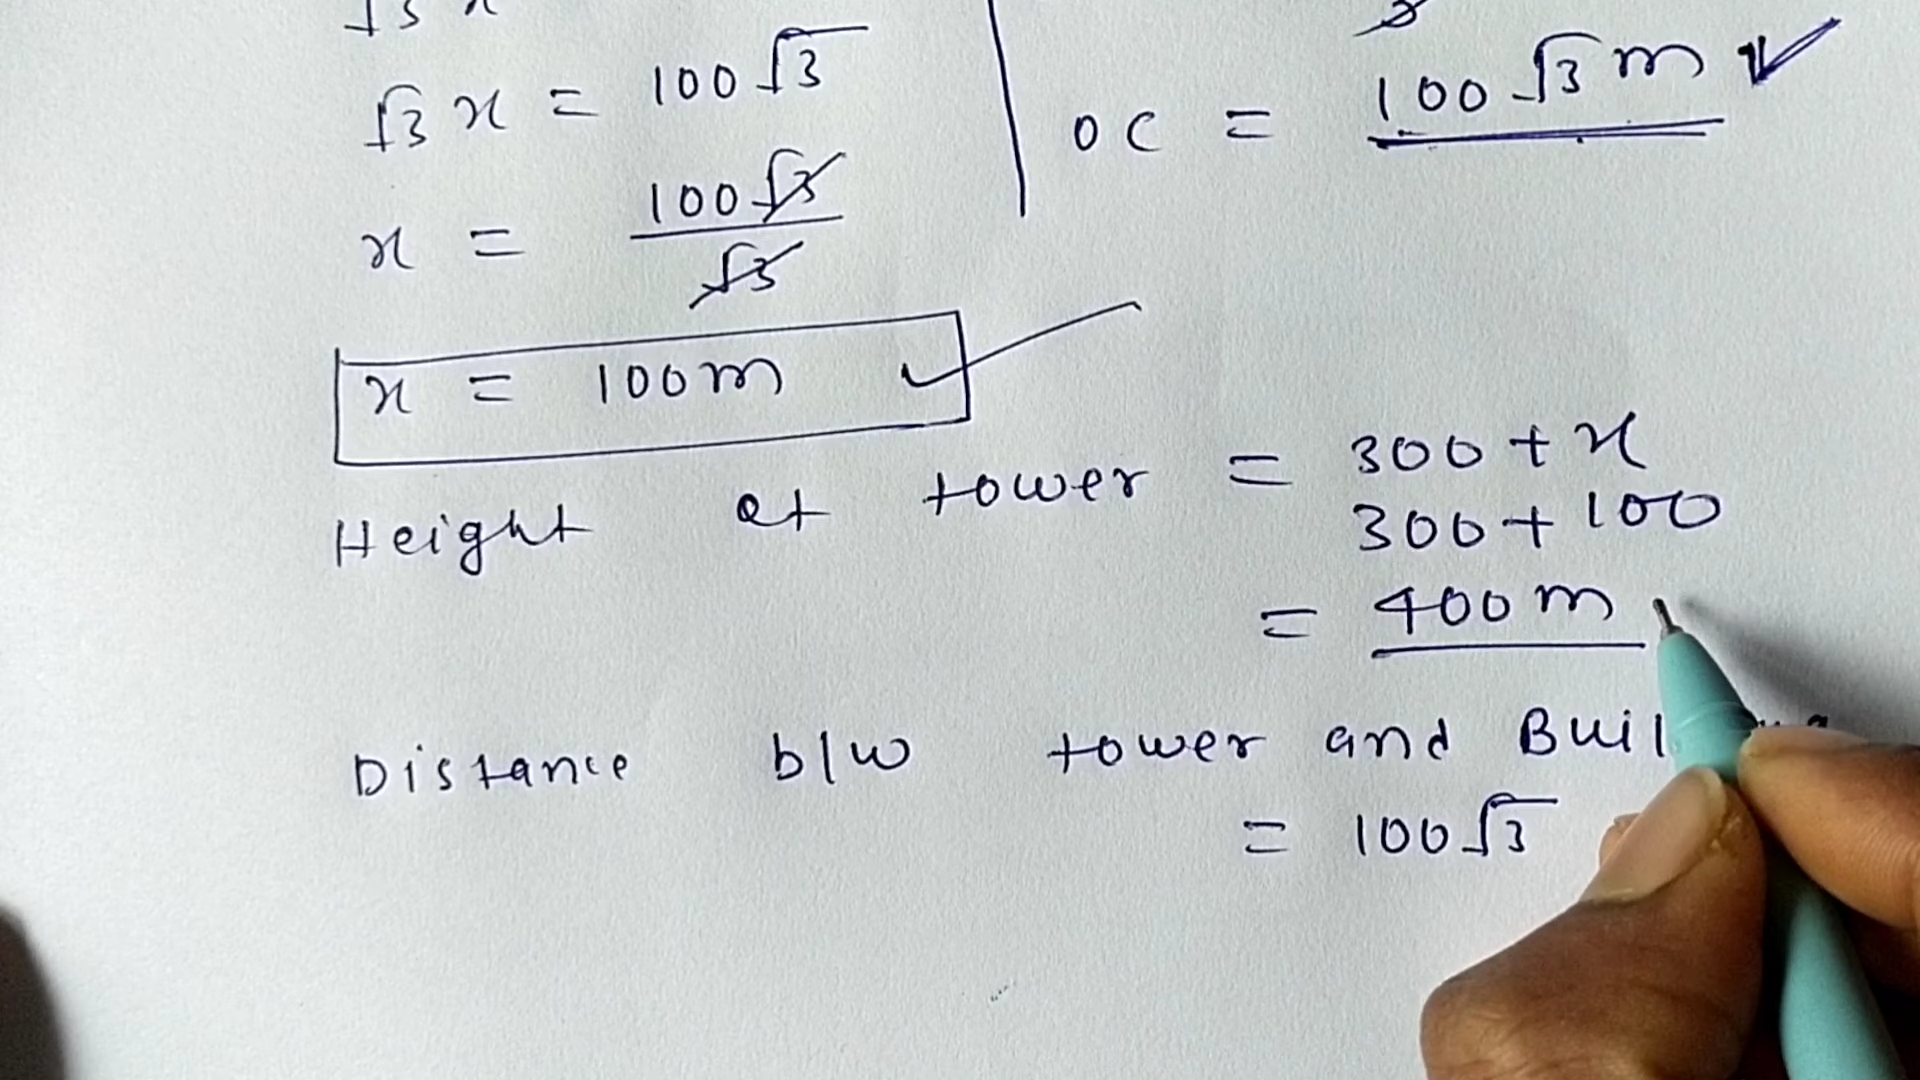 √3 x
√3 x = 100√3
x = 100√3 / √3
x = 100m
OC = 100√3 m
Height of tower = 300 + x
300 + 100
= 400 m
Distance b/w tower and
= 100√3